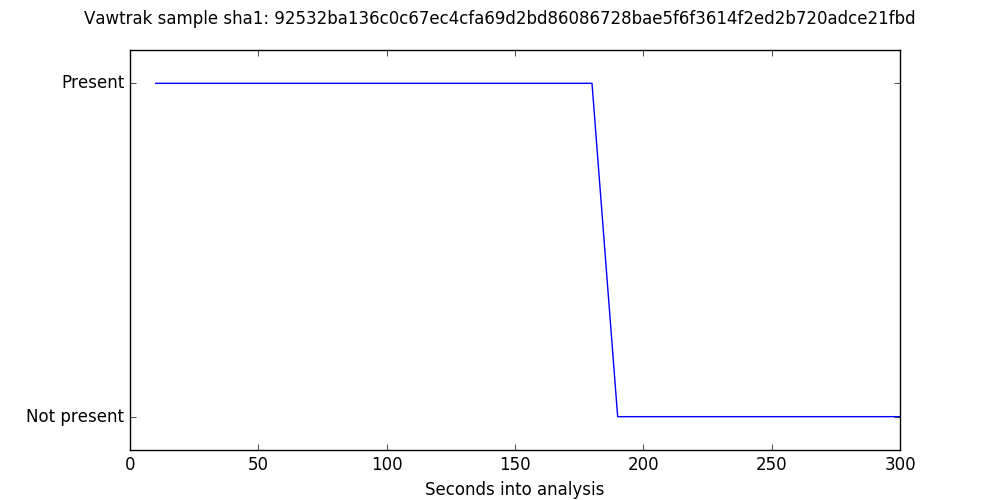 Vawtrak sample sha1: 92532ba136c0c67ec4cfa69d2bd86086728bae5f6f3614f2ed2b720adce21fbd
Present
Not present
0 50 100 150 200 250 300
Seconds into analysis